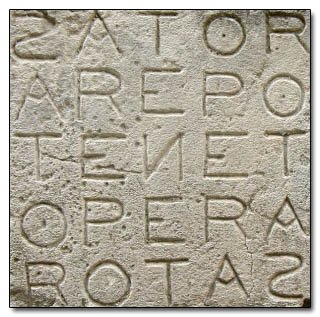 SATOR
AREPO
TENET
OPERA
ROTAS